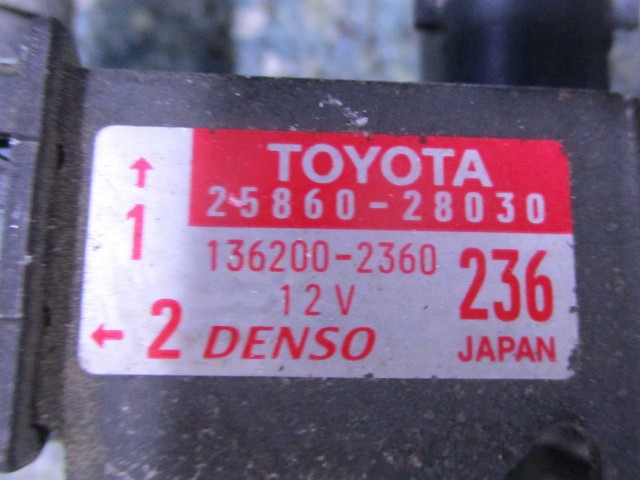 TOYOTA
25860-28030
↑
1
136200-2360
12V
236
← 2
DENSO
JAPAN